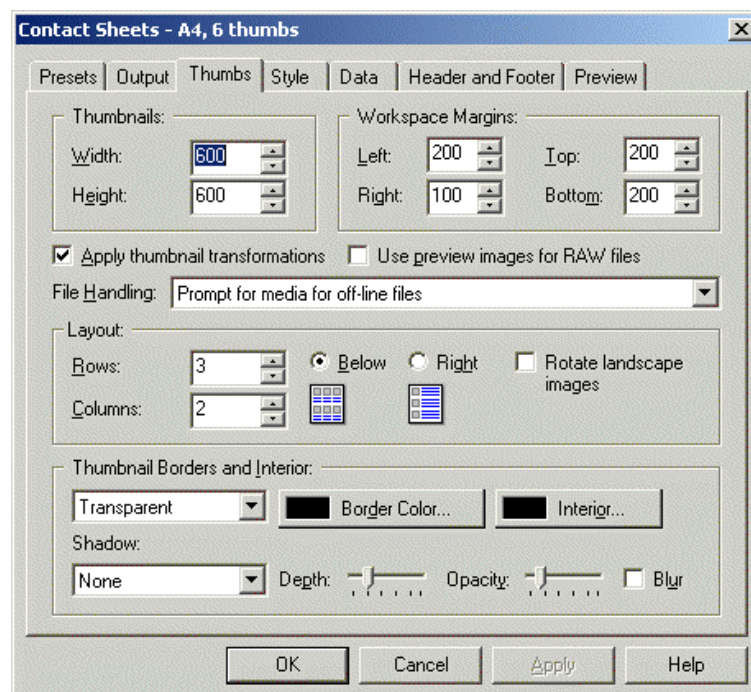 Contact Sheets - A4, 6 thumbs
Presets Output Thumbs Style Data Header and Footer Preview
Thumbnails: Workspace Margins:
Width: 600 Left: 200 Top: 200
Height: 600 Right: 100 Bottom: 200
Apply thumbnail transformations Use preview images for RAW files
File Handling: Prompt for media for off-line files
Layout:
Rows: 3 Below Right Rotate landscape
images
Columns: 2
Thumbnail Borders and Interior:
Transparent Border Color... Interior...
Shadow:
None Depth: Opacity: Blur
OK Cancel Apply Help